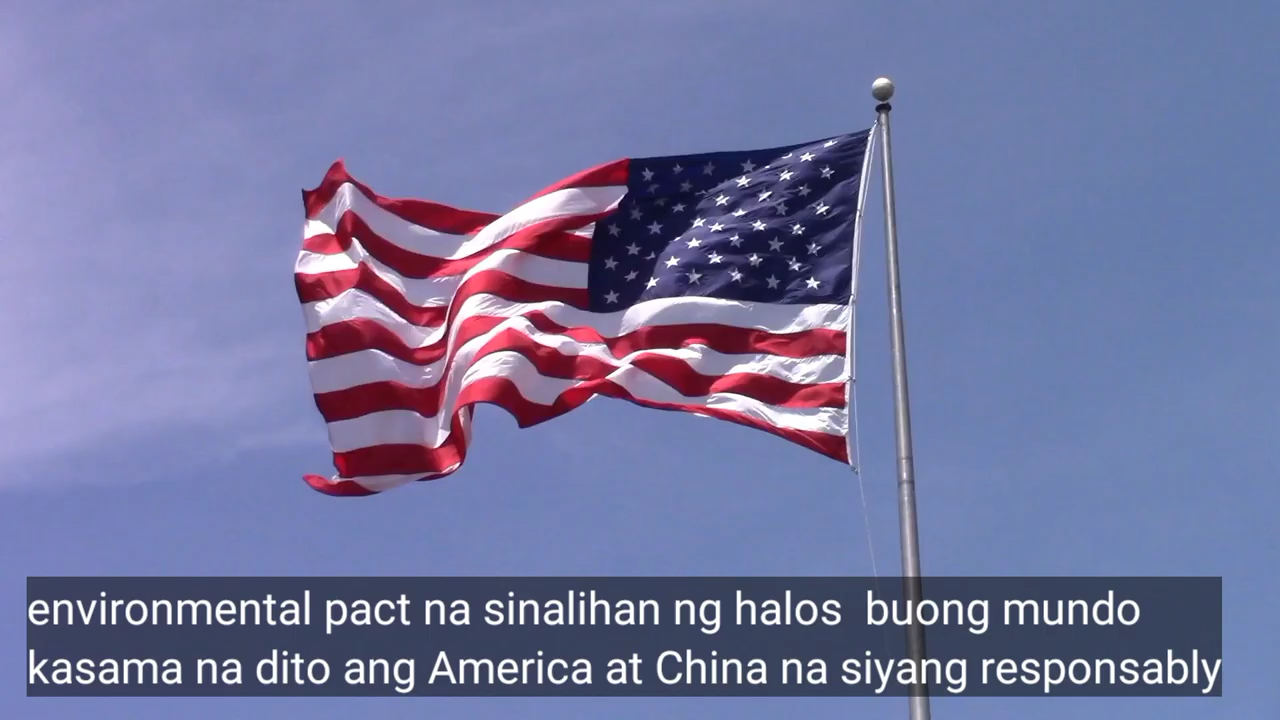 environmental pact na sinalihan ng halos  buong mundo
kasama na dito ang America at China na siyang responsably